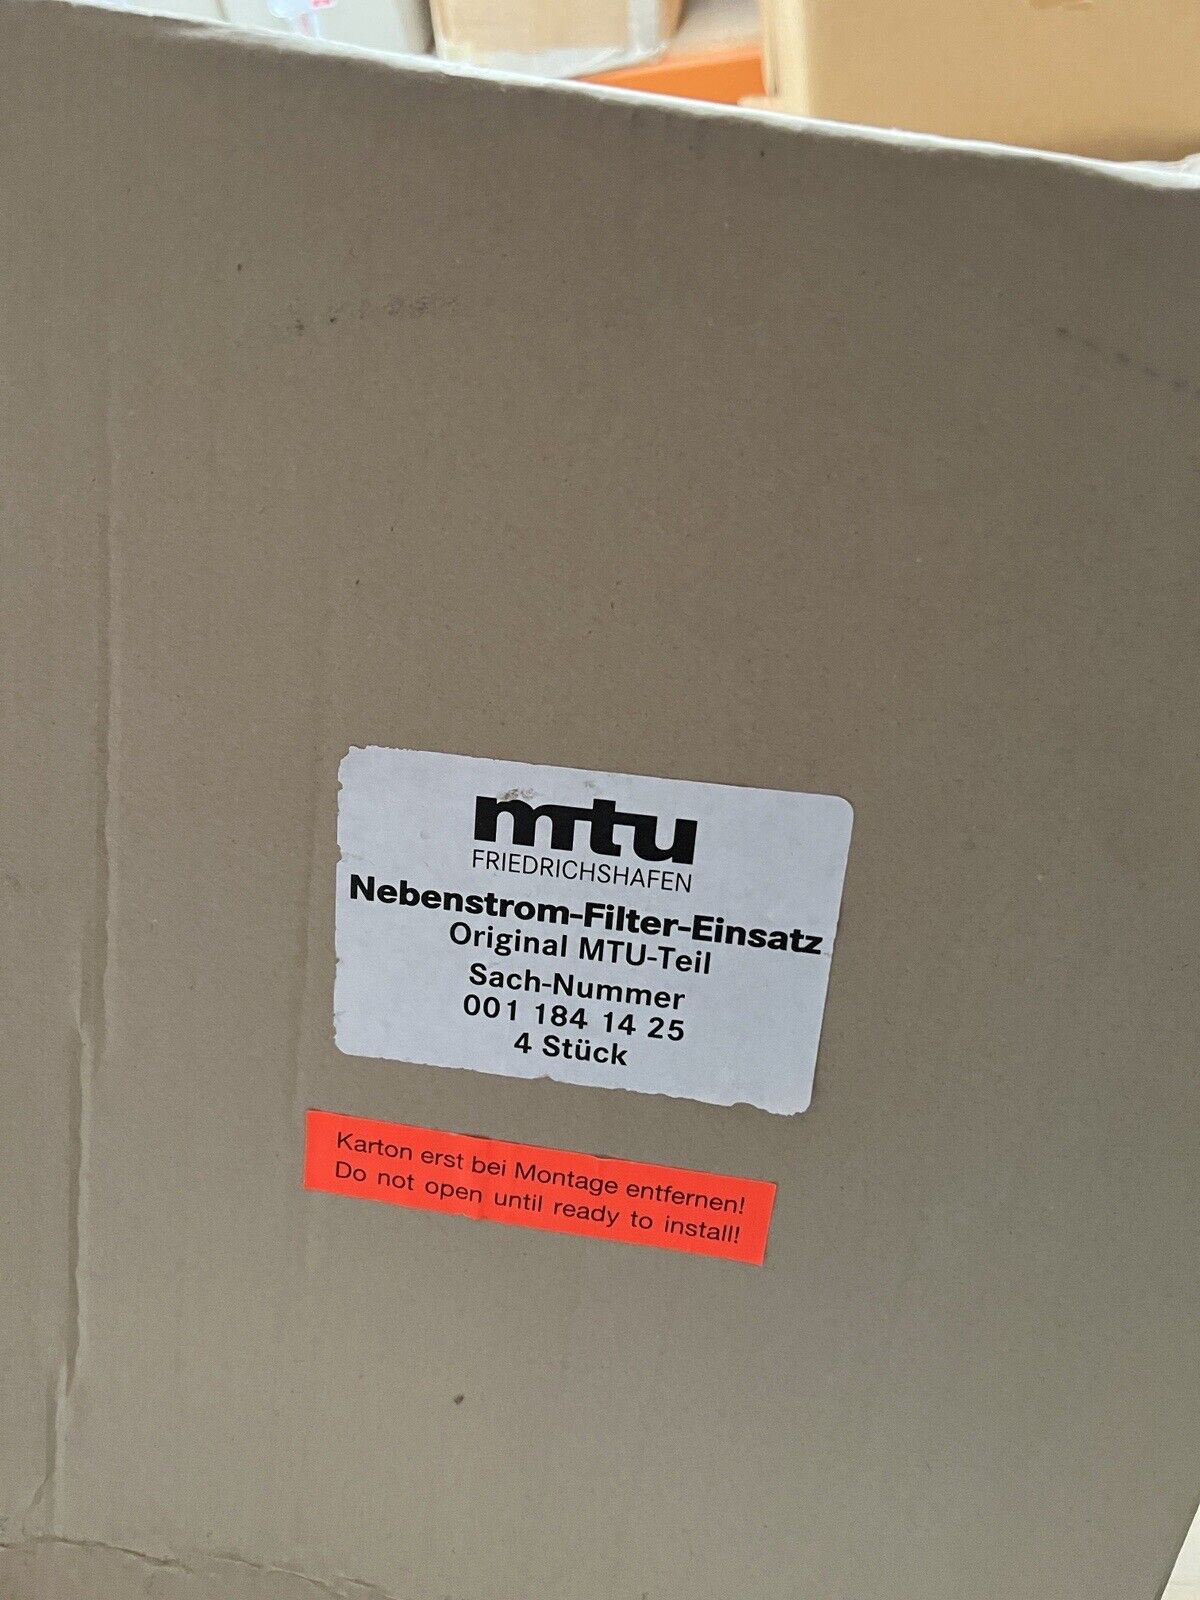 mtu
FRIEDRICHSHAFEN
Nebenstrom-Filter-Einsatz
Original MTU-Teil
Sach-Nummer
001 184 14 25
4 Stück
Karton erst bei Montage entfernen!
Do not open until ready to install!